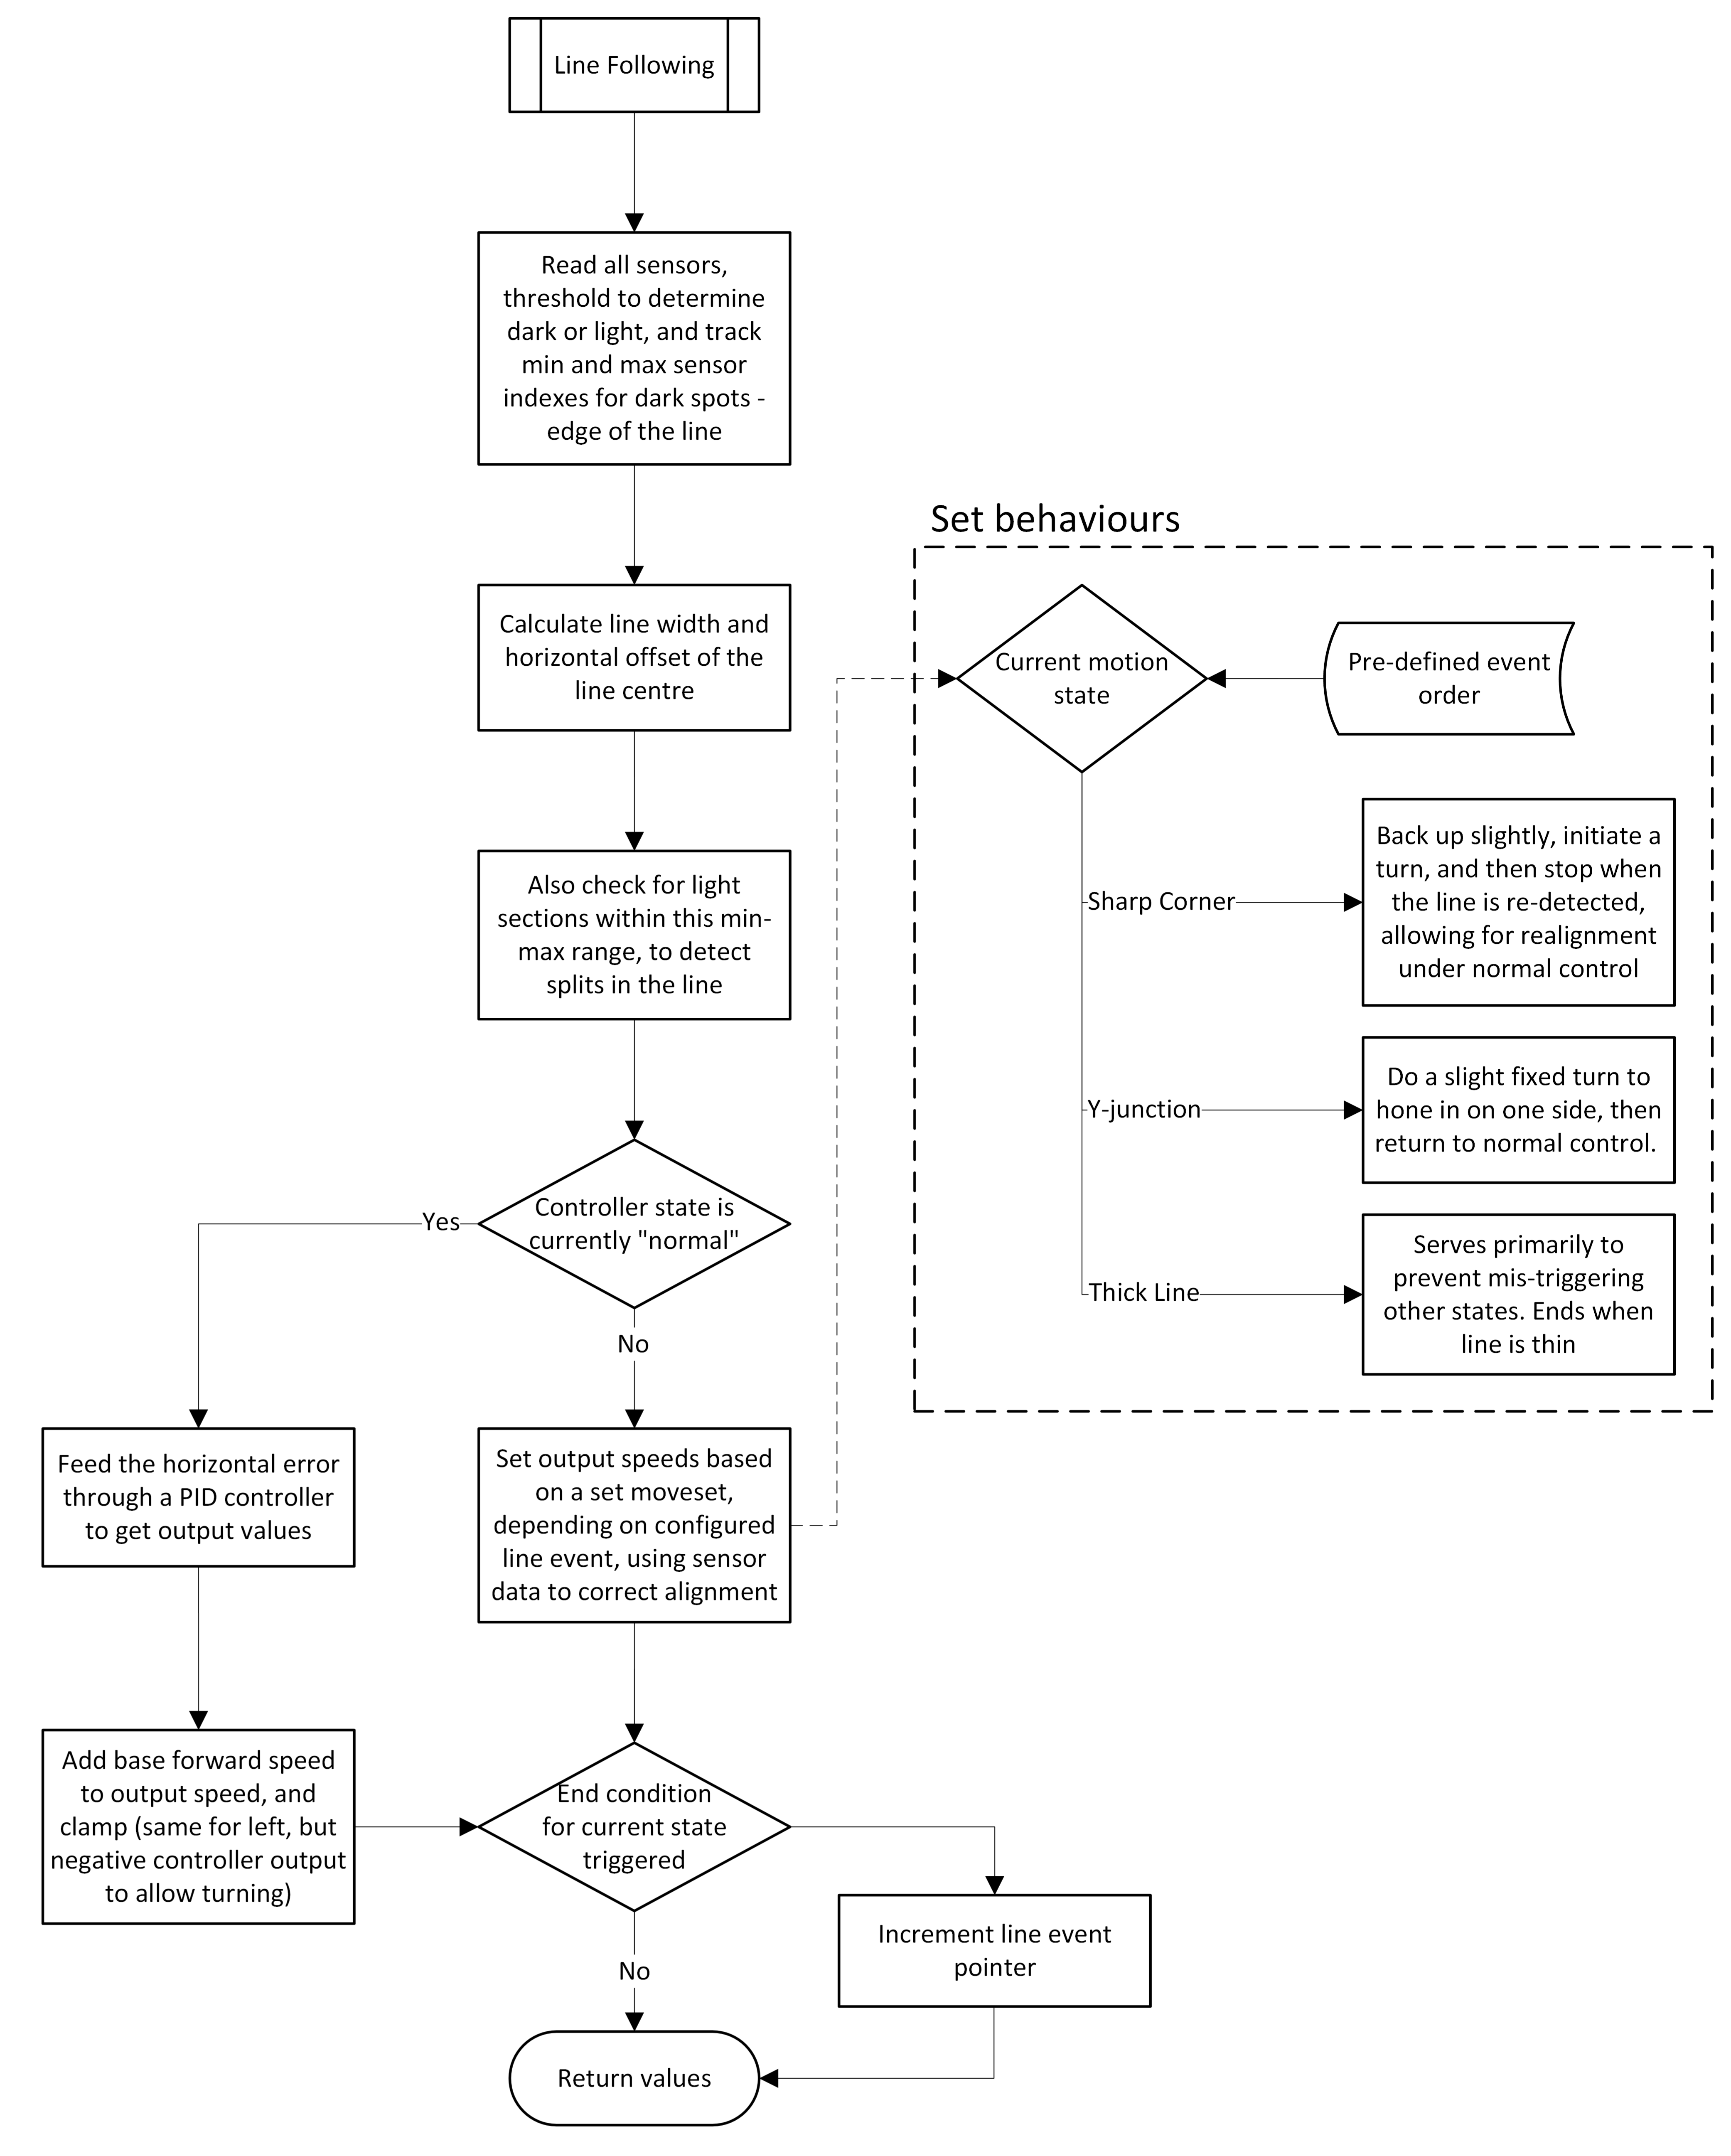 Line Following
Read all sensors,
threshold to determine
dark or light, and track
min and max sensor
indexes for dark spots -
edge of the line
Calculate line width and
horizontal offset of the
line centre
Also check for light
sections within this min-
max range, to detect
splits in the line
Controller state is
currently "normal"
Yes
No
Feed the horizontal error
through a PID controller
to get output values
Set output speeds based
on a set moveset,
depending on configured
line event, using sensor
data to correct alignment
Add base forward speed
to output speed, and
clamp (same for left, but
negative controller output
to allow turning)
End condition
for current state
triggered
No
Increment line event
pointer
Return values
Set behaviours
Current motion
state
Pre-defined event
order
Sharp Corner
Back up slightly, initiate a
turn, and then stop when
the line is re-detected,
allowing for realignment
under normal control
Y-junction
Do a slight fixed turn to
hone in on one side, then
return to normal control.
Thick Line
Serves primarily to
prevent mis-triggering
other states. Ends when
line is thin